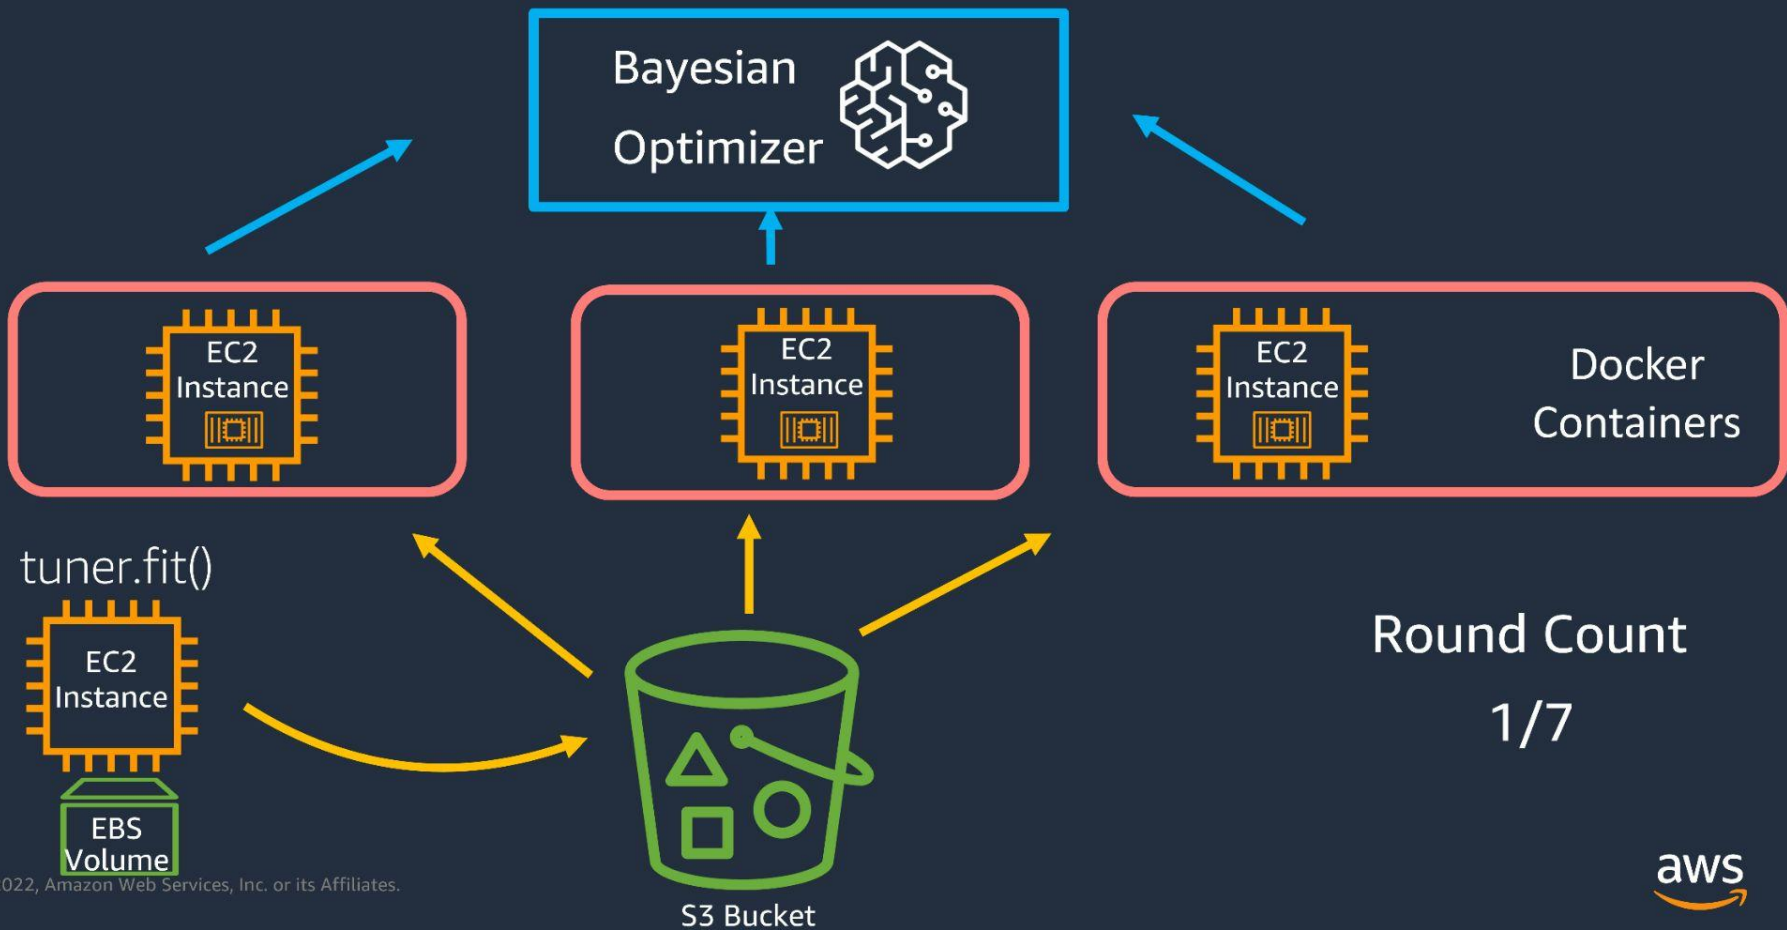 Bayesian
Optimizer
EC2
Instance
EC2
Instance
EC2
Instance
Docker
Containers
tuner.fit()
EC2
Instance
EBS
Volume
Round Count
1/7
2022, Amazon Web Services, Inc. or its Affiliates.
S3 Bucket
aws